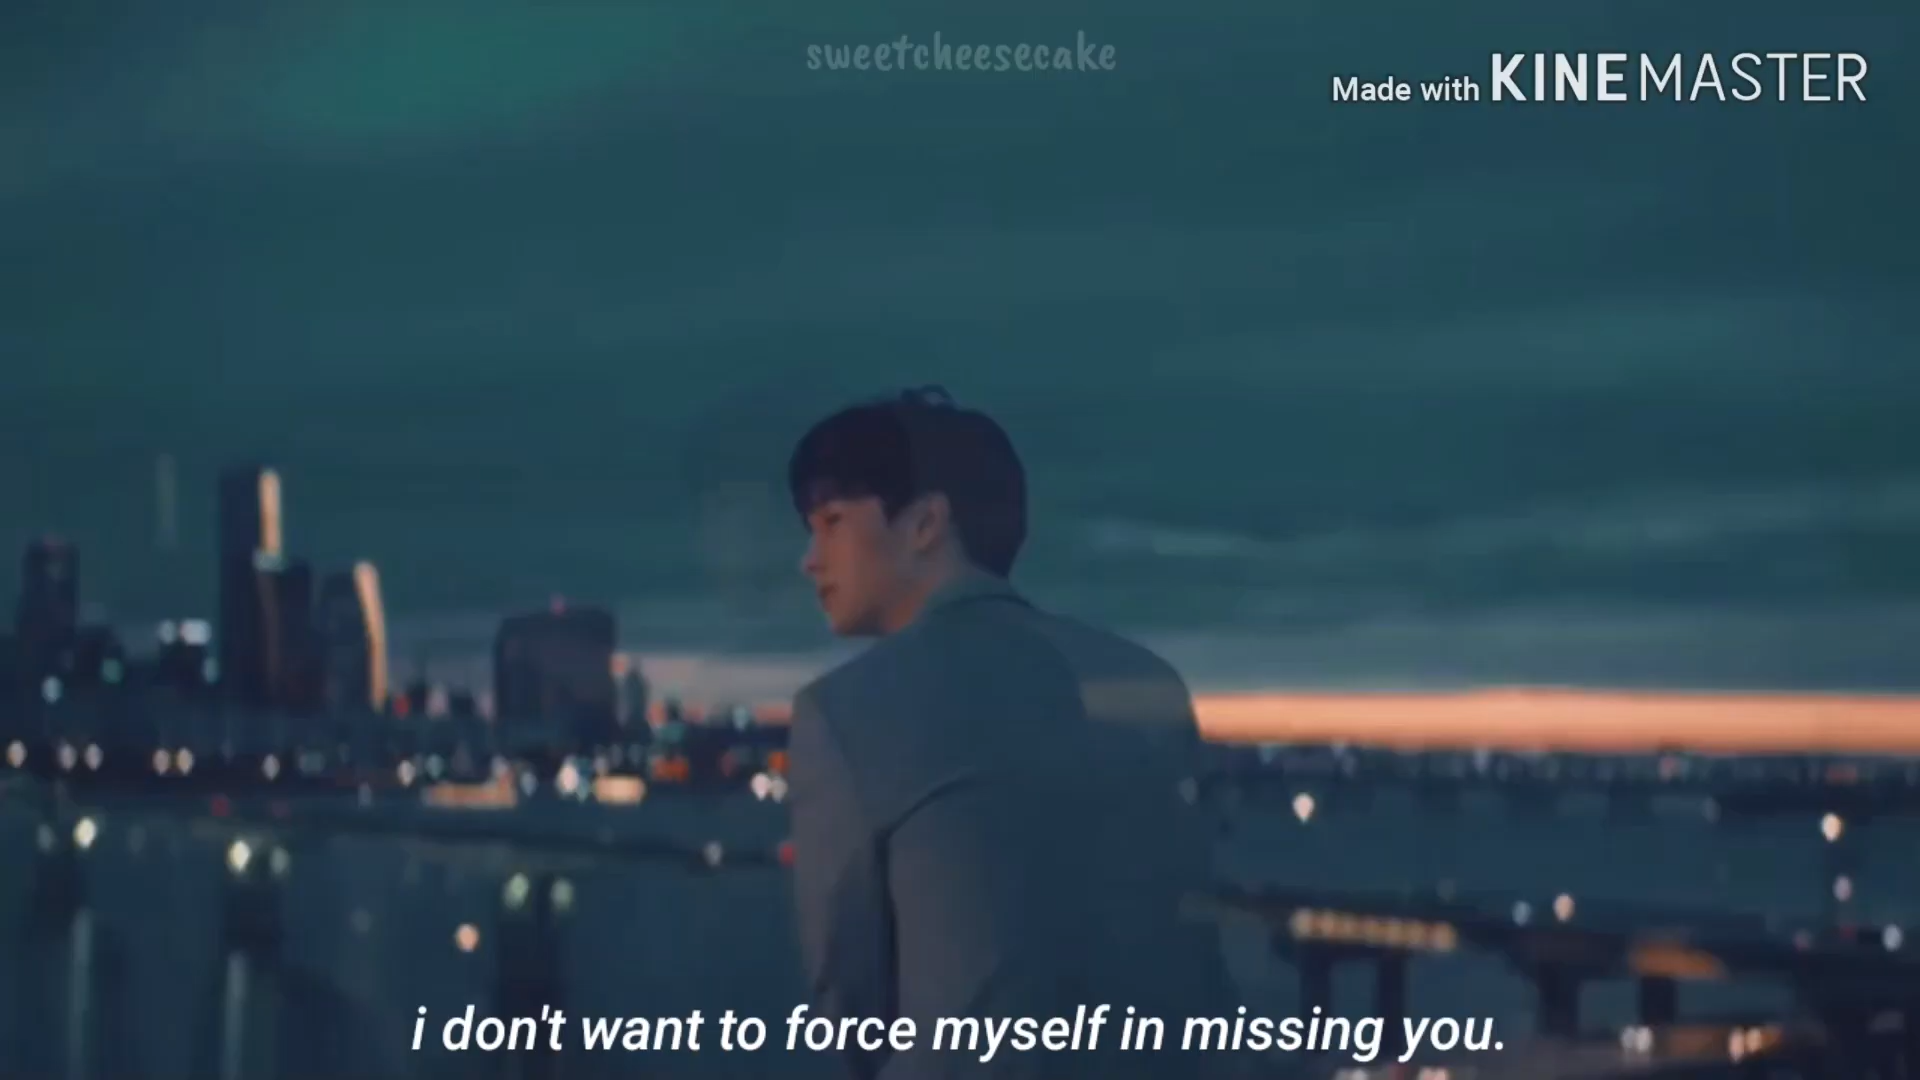 sweetcheesecake
Made with KINEMASTER
i don't want to force myself in missing you.